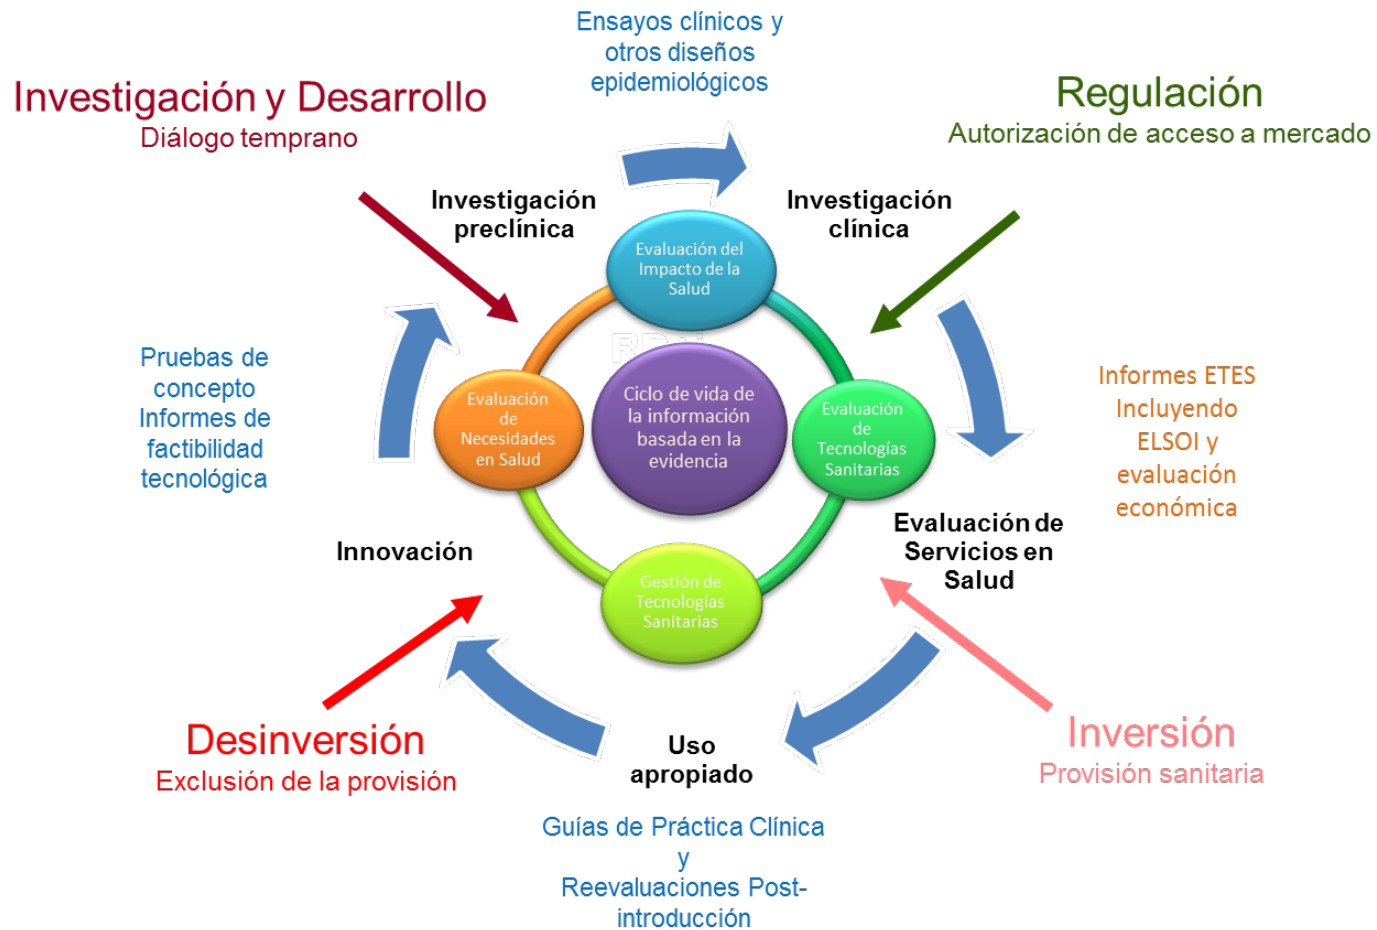 Ensayos clínicos y
otros diseños
epidemiológicos
Investigación y Desarrollo
Diálogo temprano
Regulación
Autorización de acceso a mercado
Investigación
preclínica
Investigación
clínica
Evaluación del
Impacto de la
Salud
Pruebas de
concepto
Informes de
factibilidad
tecnológica
Evaluación
de
Necesidades
en Salud
Ciclo de vida de
la información
basada en la
evidencia
Evaluación
de
Tecnologías
Sanitarias
Informes ETES
Incluyendo
ELSOI y
evaluación
económica
Innovación
Evaluación de
Servicios en
Salud
Gestión de
Tecnologías
Sanitarias
Desinversión
Exclusión de la provisión
Uso
apropiado
Inversión
Provisión sanitaria
Guías de Práctica Clínica
y
Reevaluaciones Post-
introducción